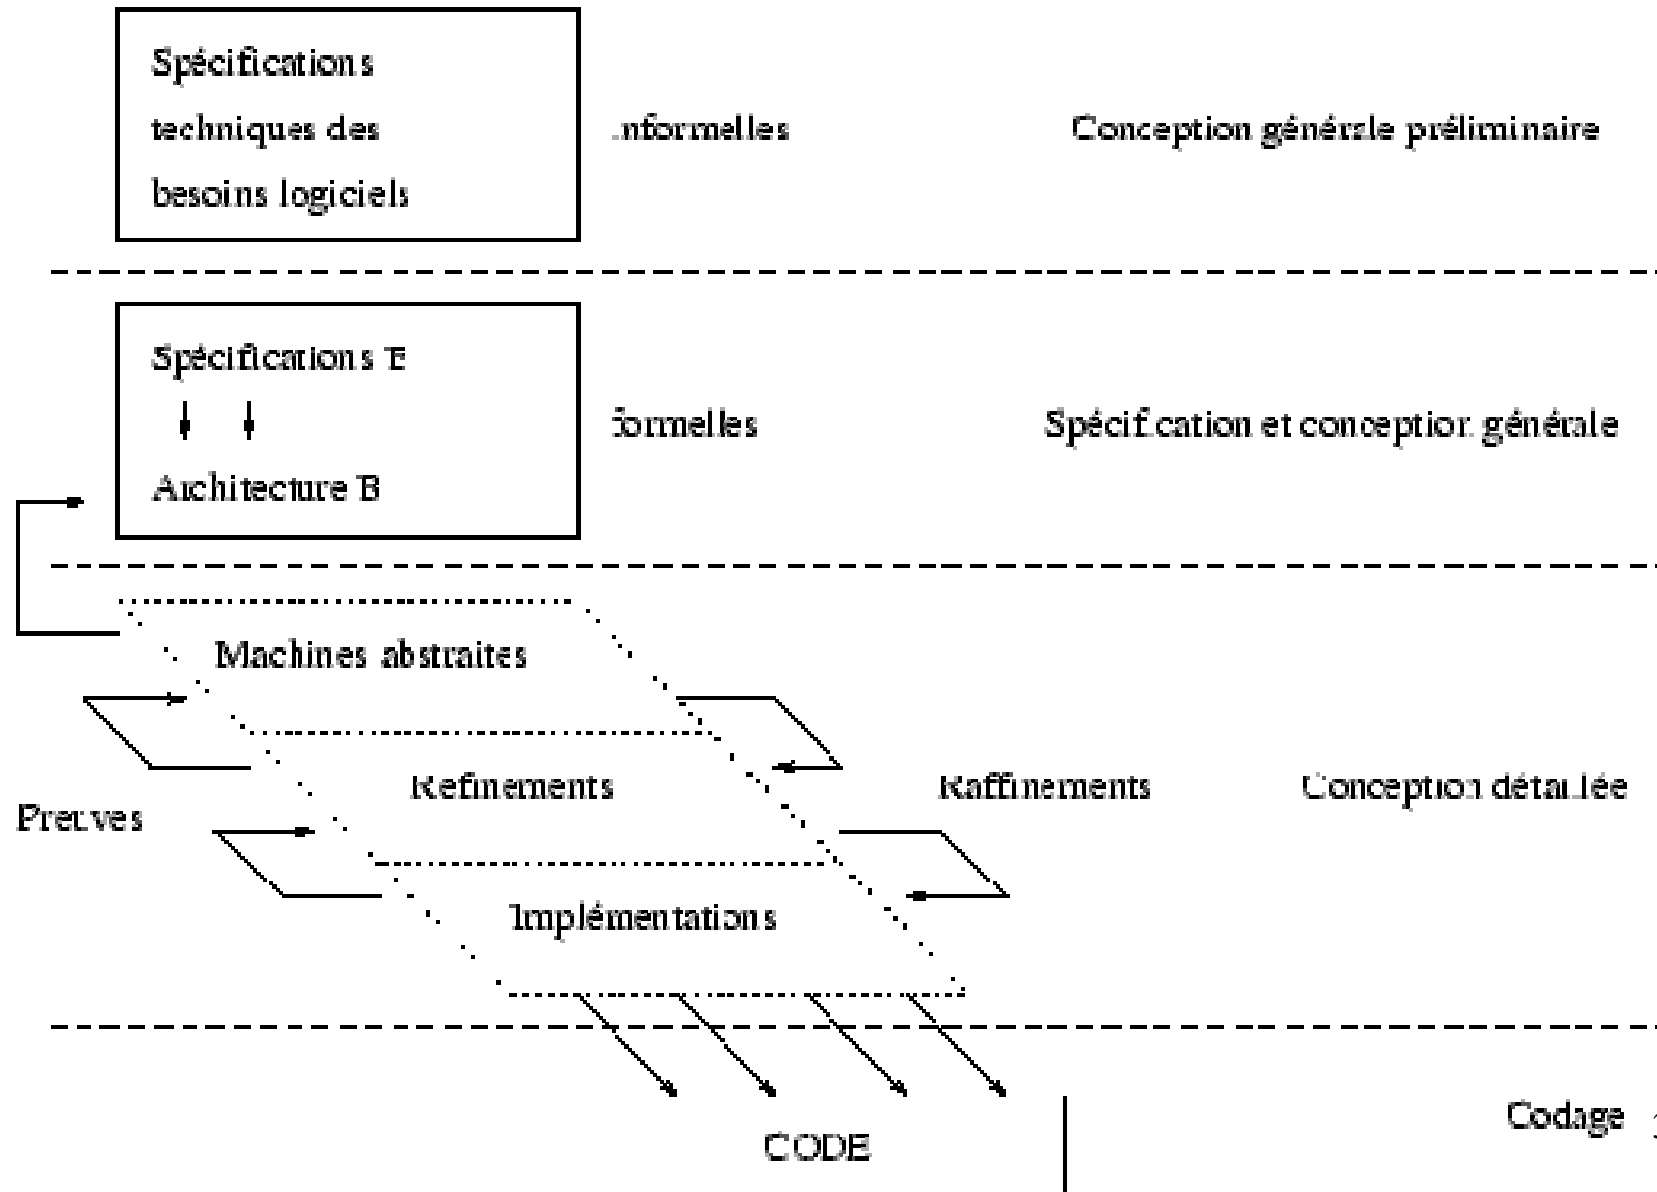 Spécifications
techniques des
besoins logiciels
informelles
Conception générale préliminaire
Spécifications B
Architecture B
formelles
Spécification et conception générale
Machines abstraites
Refinements
Raffinements
Conception détaillée
Preuves
Implémentations
Codage
CODE